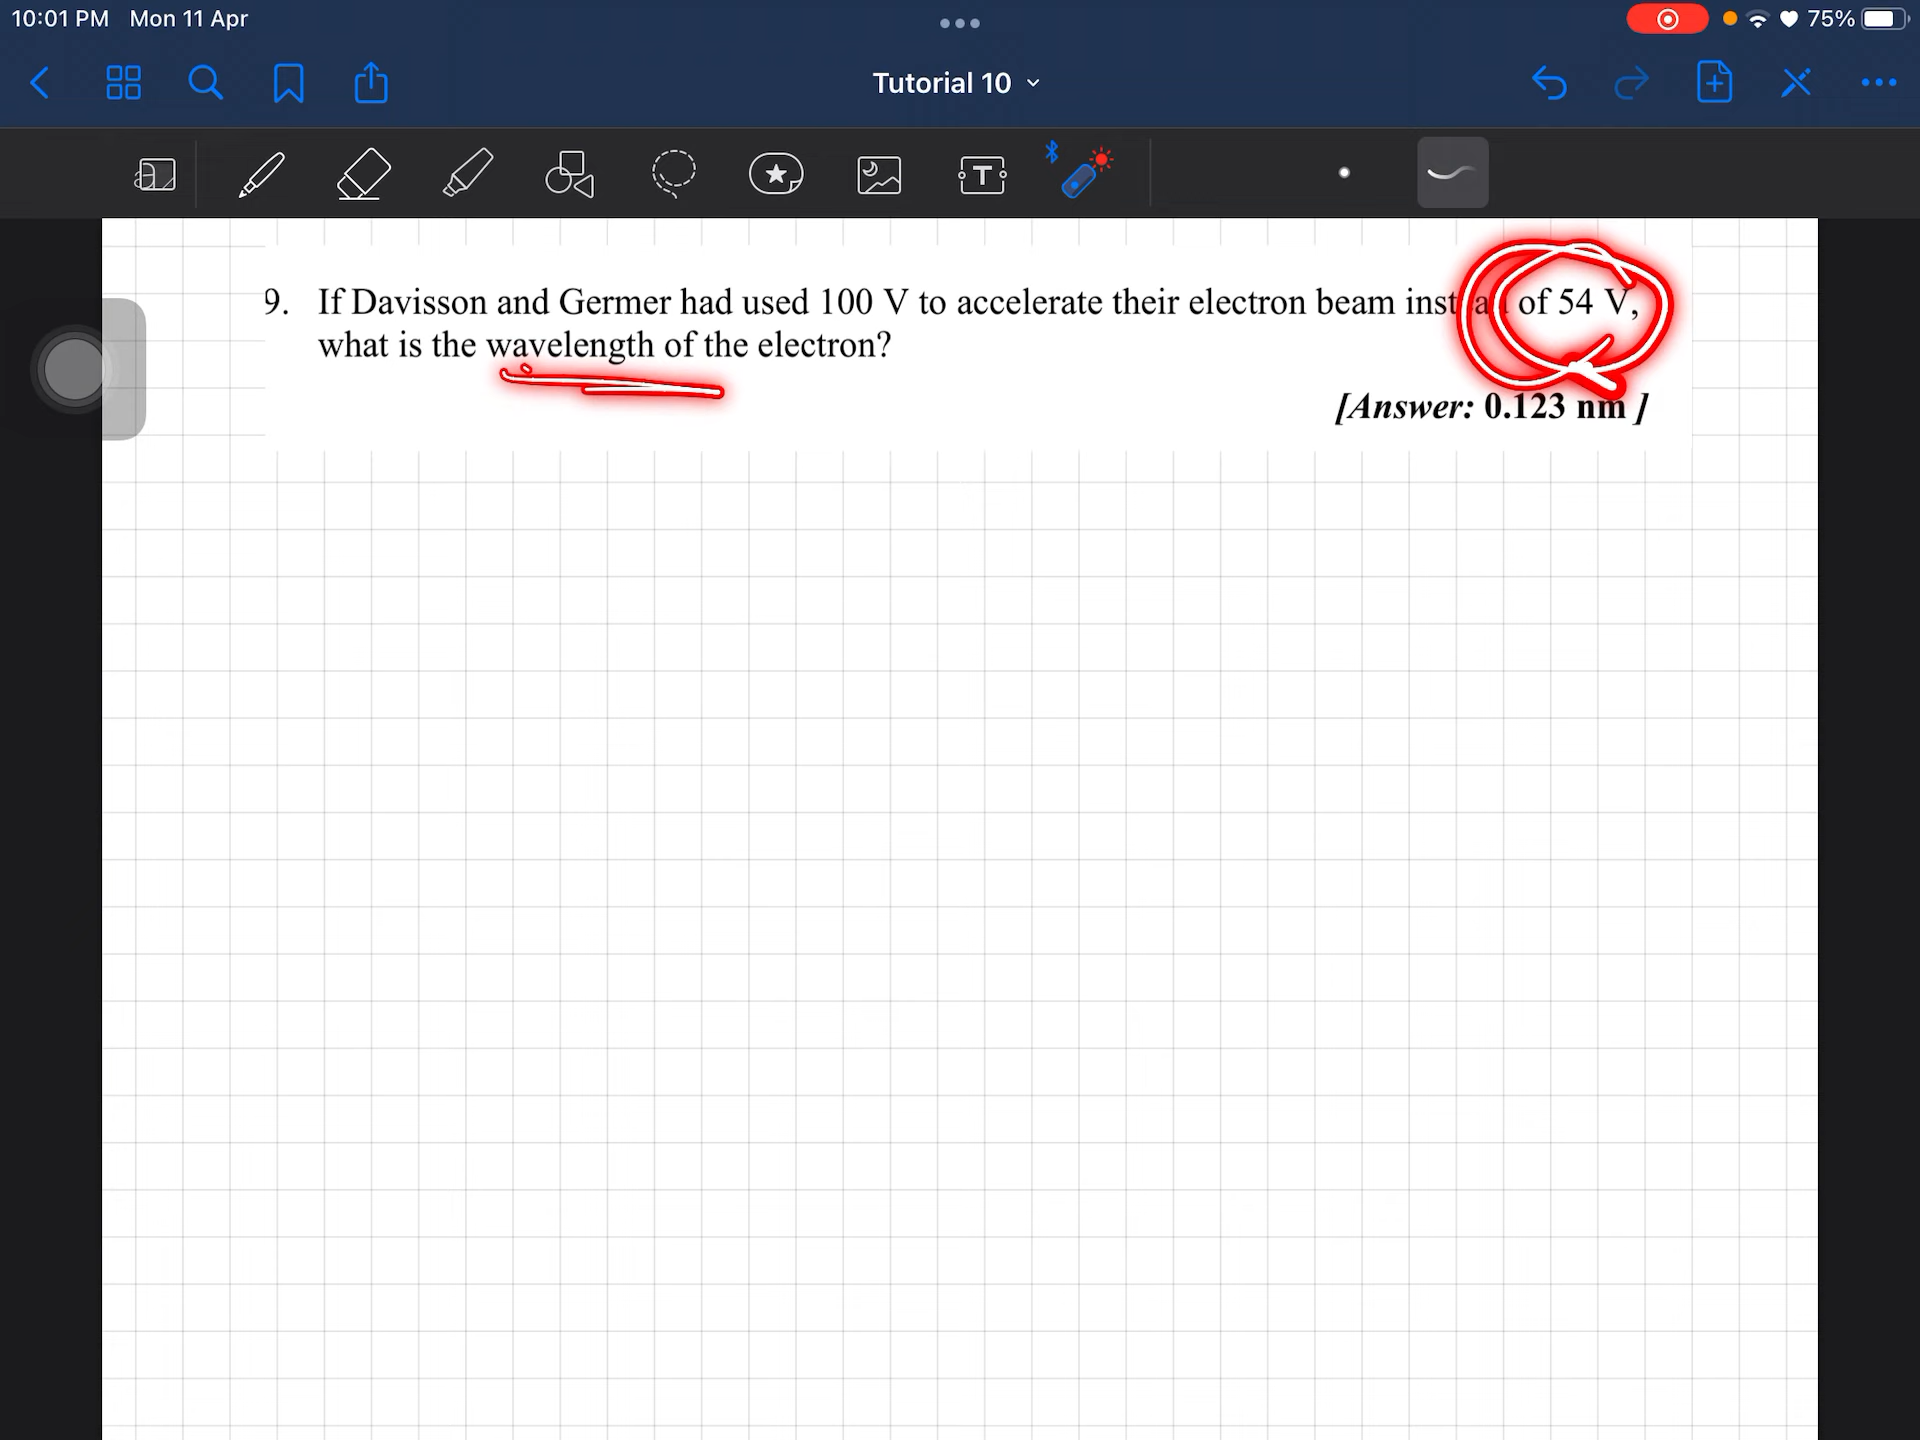 10:01 PM Mon 11 Apr
75%
Tutorial 10
9. If Davisson and Germer had used 100 V to accelerate their electron beam instead of 54 V,
what is the wavelength of the electron?
[Answer: 0.123 nm ]